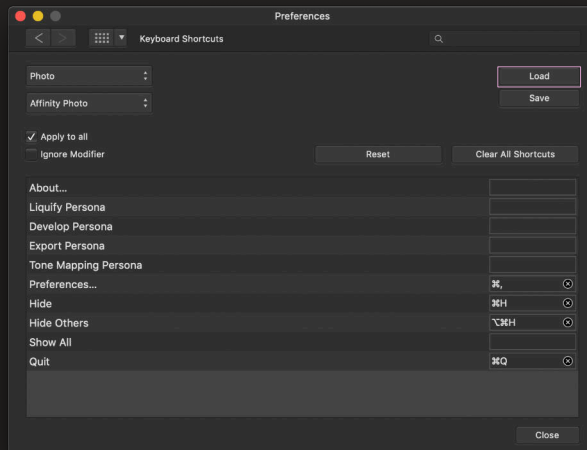 Preferences
Keyboard Shortcuts
Photo
Load
Affinity Photo
Save
Apply to all
Ignore Modifier
Reset
Clear All Shortcuts
About...
Liquify Persona
Develop Persona
Export Persona
Tone Mapping Persona
Preferences... ⌘,
Hide ⌘H
Hide Others ⌥⌘H
Show All
Quit ⌘Q
Close